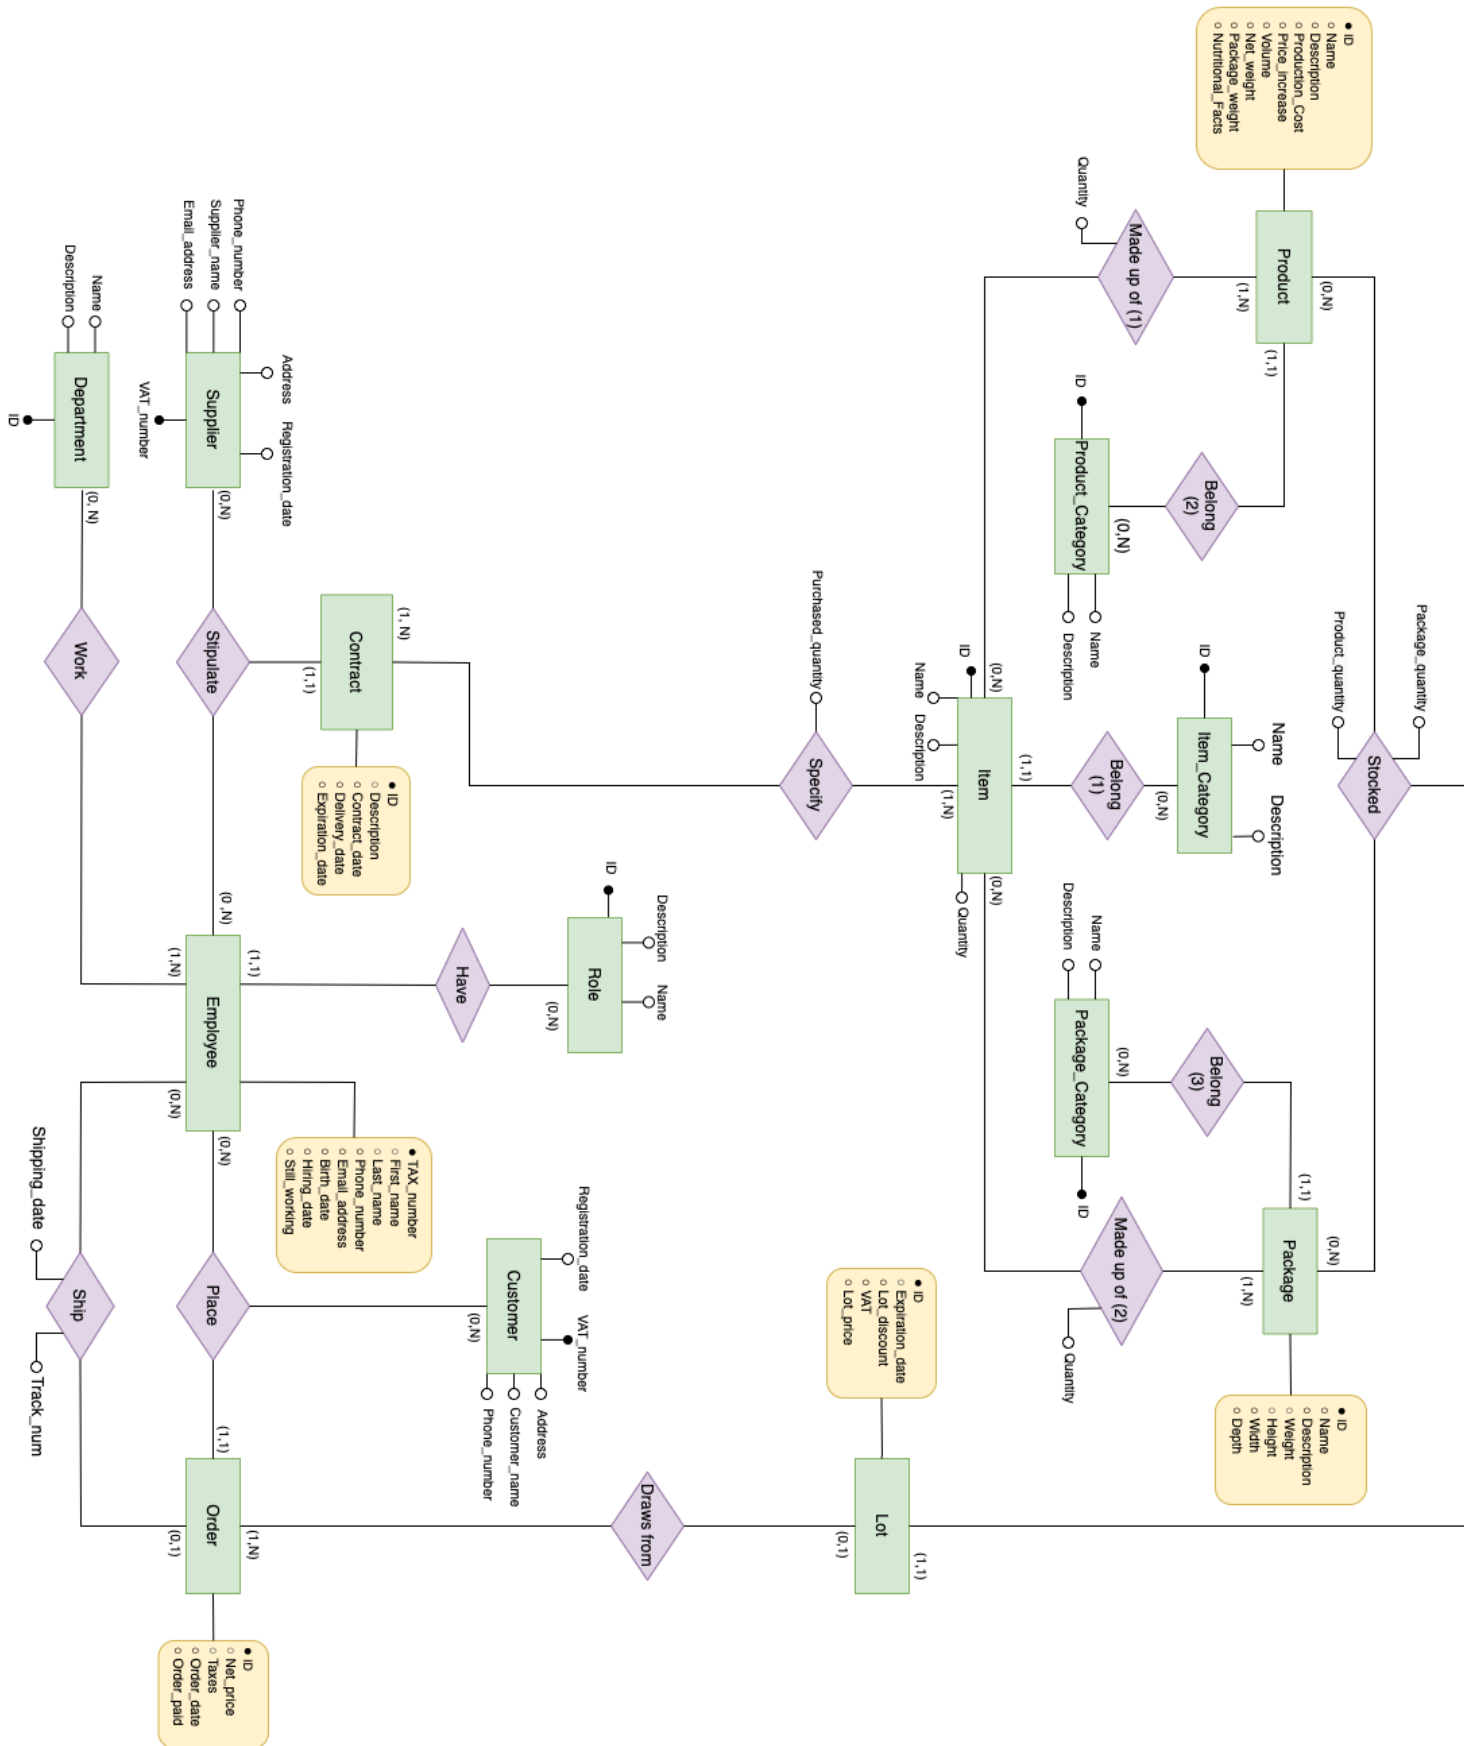 ID
Name
Description
Production_Cost
Price_increase
Volume
Net_weight
Package_weight
Nutritional_Facts
Product
(0,N)
(1,N)
(1,1)
Made up of (1)
Quantity
Belong
(2)
Product_Category
(0,N)
ID
Name
Description
Package_quantity
Product_quantity
Stocked
Item_Category
ID
Name
Description
(0,N)
Belong
(1)
(1,1)
Item
ID
Name
Description
(0,N)
(1,N)
(0,N)
Quantity
Package_Category
Name
Description
ID
(0,N)
Belong
(3)
(1,1)
Package
(0,N)
(1,N)
Made up of (2)
Quantity
ID
Name
Description
Weight
Height
Width
Depth
Purchased_quantity
Specify
Contract
(1, N)
(1,1)
ID
Description
Contract_date
Delivery_date
Expiration_date
Supplier
Phone_number
Supplier_name
Email_address
Address
Registration_date
VAT_number
(0,N)
Stipulate
Department
Name
Description
ID
(0, N)
Work
Role
ID
Description
Name
(0,N)
Have
Employee
(0 ,N)
(1,1)
(1,N)
(0,N)
(0,N)
TAX_number
First_name
Last_name
Phone_number
Email_address
Birth_date
Hiring_date
Still_working
Customer
Registration_date
VAT_number
Address
Customer_name
Phone_number
(0,N)
Place
Ship
Shipping_date
Track_num
Order
(1,1)
(1,N)
(0,1)
ID
Net_price
Taxes
Order_date
Order_paid
Draws from
Lot
(0,1)
(1,1)
ID
Expiration_date
Lot_discount
VAT
Lot_price